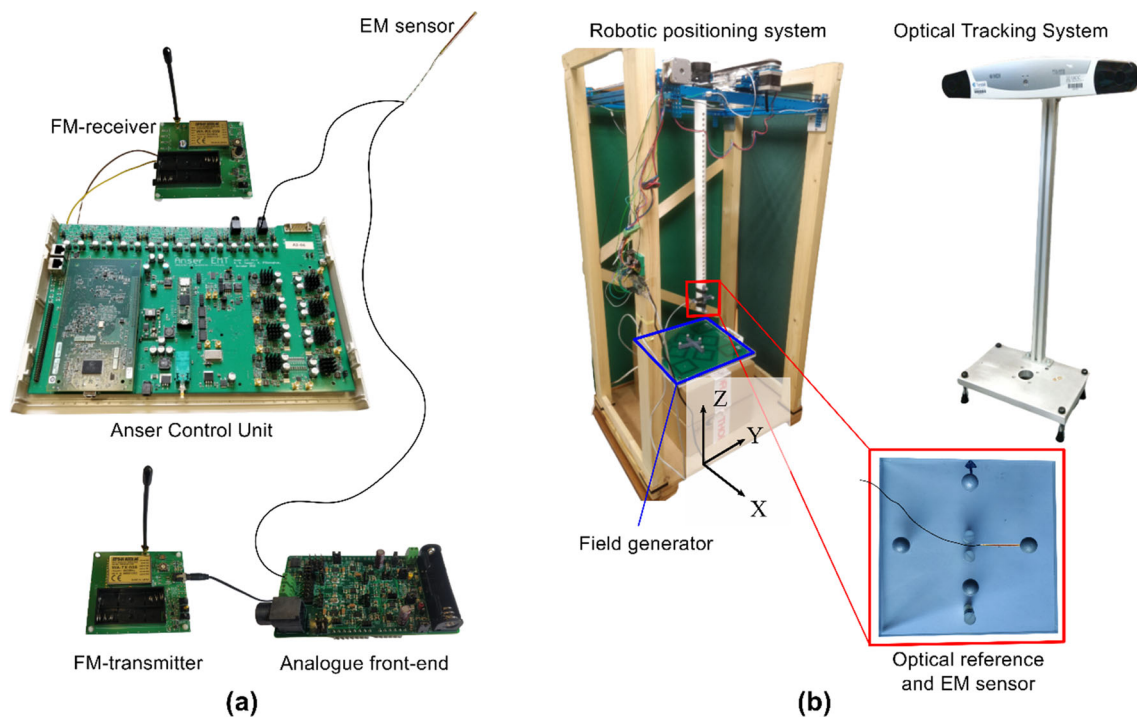 EM sensor
FM-receiver
Anser EMT
Anser Control Unit
FM-transmitter
Analogue front-end
(a)
Robotic positioning system
Optical Tracking System
Z
Y
X
Field generator
Optical reference
and EM sensor
(b)